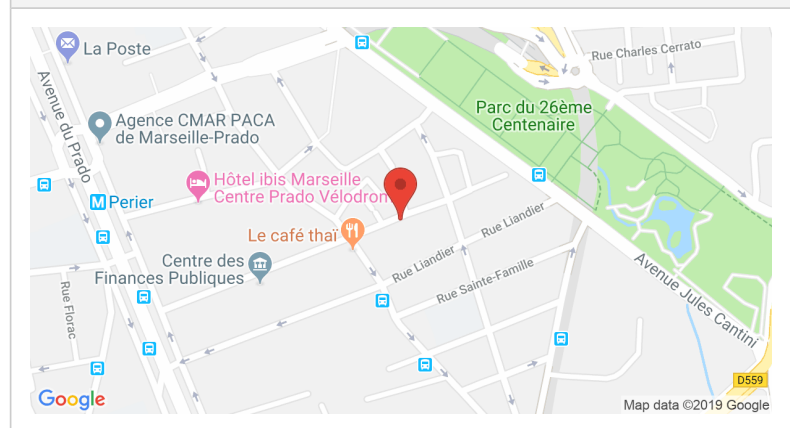 La Poste
Rue Charles Cerrato
Avenue du Prado
Parc du 26ème
Centenaire
Agence CMAR PACA
de Marseille-Prado
Hôtel ibis Marseille
Centre Prado Vélodrom
M Perier
Le café thaï
Rue Liandier
Centre des
Finances Publiques
Rue Liandier
Rue Sainte-Famille
Avenue Jules Cantini
Rue Florac
D559
Google
Map data ©2019 Google